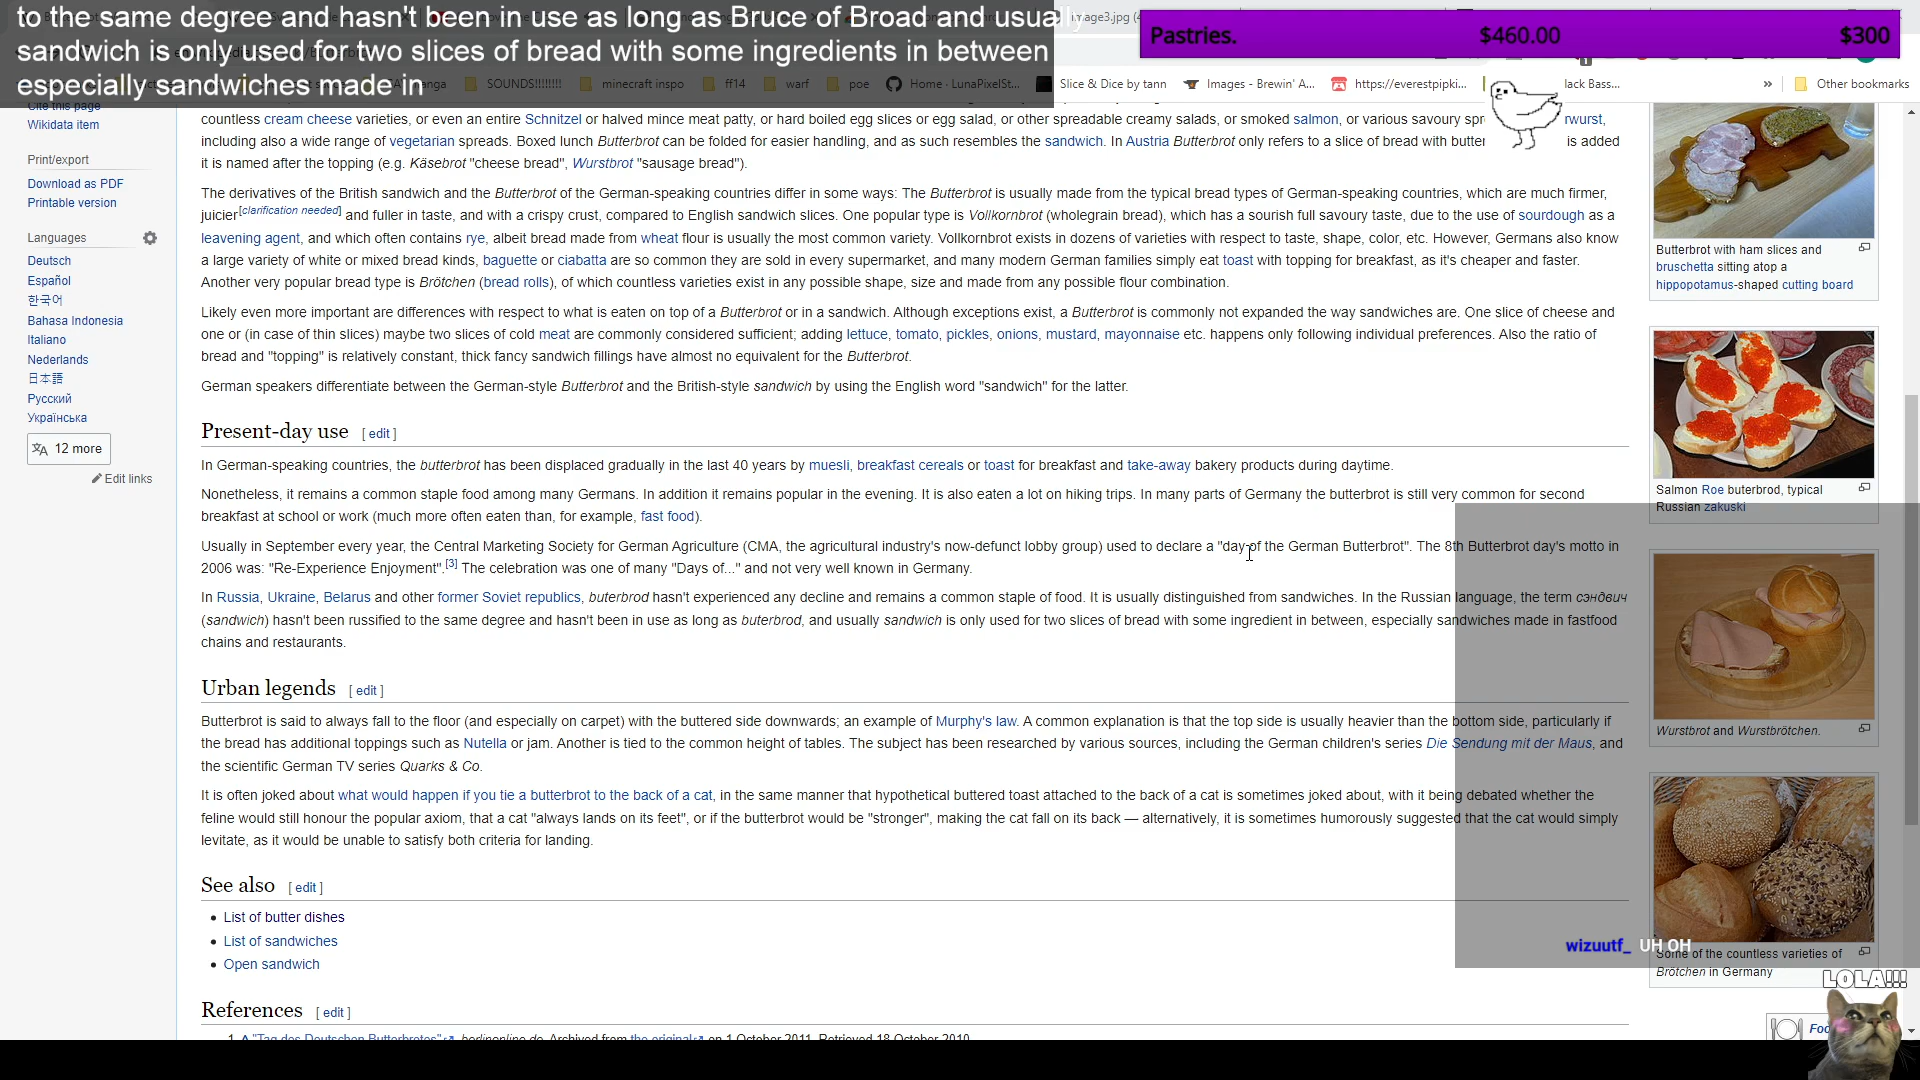 to the same degree and hasn't been in use as long as Bride of Broad and usually
sandwich is only used for two slices of bread with some ingredients in between
especially sandwiches made in
Pastries. $460.00 $300
image3.jpg (4
anga
SOUNDS!!!!!!!!
minecraft inspo
ff14
warf
poe
Home · LunaPixelSt...
Slice & Dice by tann
Images - Brewin' A...
https://everestpipki...
lack Bass...
»
Other bookmarks
Cite this page
Wikidata item
Print/export
Download as PDF
Printable version
Languages
Deutsch
Español
한국어
Bahasa Indonesia
Italiano
Nederlands
日本語
Русский
Українська
12 more
Edit links
countless cream cheese varieties, or even an entire Schnitzel or halved mince meat patty, or hard boiled egg slices or egg salad, or other spreadable creamy salads, or smoked salmon, or various savoury spr rwurst,
including also a wide range of vegetarian spreads. Boxed lunch Butterbrot can be folded for easier handling, and as such resembles the sandwich. In Austria Butterbrot only refers to a slice of bread with butter is added
it is named after the topping (e.g. Käsebrot "cheese bread", Wurstbrot "sausage bread").
The derivatives of the British sandwich and the Butterbrot of the German-speaking countries differ in some ways: The Butterbrot is usually made from the typical bread types of German-speaking countries, which are much firmer,
juicier[clarification needed] and fuller in taste, and with a crispy crust, compared to English sandwich slices. One popular type is Vollkornbrot (wholegrain bread), which has a sourish full savoury taste, due to the use of sourdough as a
leavening agent, and which often contains rye, albeit bread made from wheat flour is usually the most common variety. Vollkornbrot exists in dozens of varieties with respect to taste, shape, color, etc. However, Germans also know
a large variety of white or mixed bread kinds, baguette or ciabatta are so common they are sold in every supermarket, and many modern German families simply eat toast with topping for breakfast, as it's cheaper and faster.
Another very popular bread type is Brötchen (bread rolls), of which countless varieties exist in any possible shape, size and made from any possible flour combination.
Likely even more important are differences with respect to what is eaten on top of a Butterbrot or in a sandwich. Although exceptions exist, a Butterbrot is commonly not expanded the way sandwiches are. One slice of cheese and
one or (in case of thin slices) maybe two slices of cold meat are commonly considered sufficient; adding lettuce, tomato, pickles, onions, mustard, mayonnaise etc. happens only following individual preferences. Also the ratio of
bread and "topping" is relatively constant, thick fancy sandwich fillings have almost no equivalent for the Butterbrot.
German speakers differentiate between the German-style Butterbrot and the British-style sandwich by using the English word "sandwich" for the latter.
Present-day use [ edit ]
In German-speaking countries, the butterbrot has been displaced gradually in the last 40 years by muesli, breakfast cereals or toast for breakfast and take-away bakery products during daytime.
Nonetheless, it remains a common staple food among many Germans. In addition it remains popular in the evening. It is also eaten a lot on hiking trips. In many parts of Germany the butterbrot is still very common for second
breakfast at school or work (much more often eaten than, for example, fast food).
Usually in September every year, the Central Marketing Society for German Agriculture (CMA, the agricultural industry's now-defunct lobby group) used to declare a "day of the German Butterbrot". The 8th Butterbrot day's motto in
2006 was: "Re-Experience Enjoyment".[3] The celebration was one of many "Days of..." and not very well known in Germany.
In Russia, Ukraine, Belarus and other former Soviet republics, buterbrod hasn't experienced any decline and remains a common staple of food. It is usually distinguished from sandwiches. In the Russian language, the term сэндвич
(sandwich) hasn't been russified to the same degree and hasn't been in use as long as buterbrod, and usually sandwich is only used for two slices of bread with some ingredient in between, especially sandwiches made in fastfood
chains and restaurants.
Urban legends [ edit ]
Butterbrot is said to always fall to the floor (and especially on carpet) with the buttered side downwards; an example of Murphy's law. A common explanation is that the top side is usually heavier than the bottom side, particularly if
the bread has additional toppings such as Nutella or jam. Another is tied to the common height of tables. The subject has been researched by various sources, including the German children's series Die Sendung mit der Maus, and
the scientific German TV series Quarks & Co.
It is often joked about what would happen if you tie a butterbrot to the back of a cat, in the same manner that hypothetical buttered toast attached to the back of a cat is sometimes joked about, with it being debated whether the
feline would still honour the popular axiom, that a cat "always lands on its feet", or if the butterbrot would be "stronger", making the cat fall on its back — alternatively, it is sometimes humorously suggested that the cat would simply
levitate, as it would be unable to satisfy both criteria for landing.
See also [ edit ]
List of butter dishes
List of sandwiches
Open sandwich
References [ edit ]
1. ^ "Tag des Deutschen Butterbrotes". berlinonline.de. Archived from the original on 1 October 2011. Retrieved 18 October 2010.
Butterbrot with ham slices and
bruschetta sitting atop a
hippopotamus-shaped cutting board
Salmon Roe buterbrod, typical
Russian zakuski
Wurstbrot and Wurstbrötchen.
wizuutf_ UH OH
Some of the countless varieties of
Brötchen in Germany
LOLA!!!
Foo